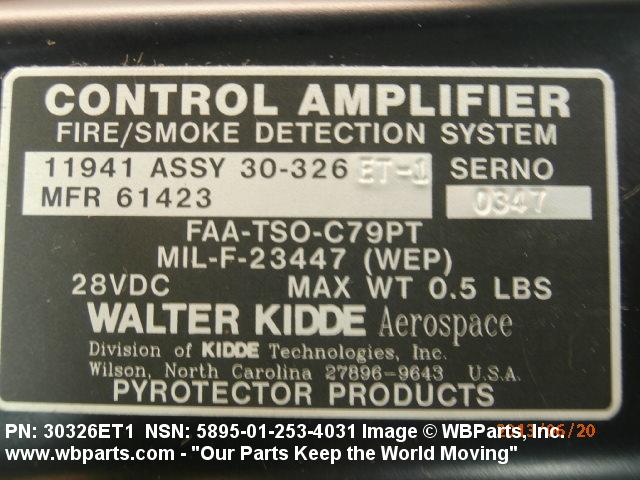 CONTROL AMPLIFIER
FIRE/SMOKE DETECTION SYSTEM
11941 ASSY 30-326 ET-1 SERNO
MFR 61423 0347
FAA-TSO-C79PT
MIL-F-23447 (WEP)
28VDC MAX WT 0.5 LBS
WALTER KIDDE Aerospace
Division of KIDDE Technologies, Inc.
Wilson, North Carolina 27896-9643 U.S.A.
PYROTECTOR PRODUCTS
PN: 30326ET1 NSN: 5895-01-253-4031 Image © WBParts, Inc.
2013/06/20
www.wbparts.com - "Our Parts Keep the World Moving"